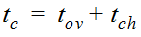 t_c = t_ov + t_ch